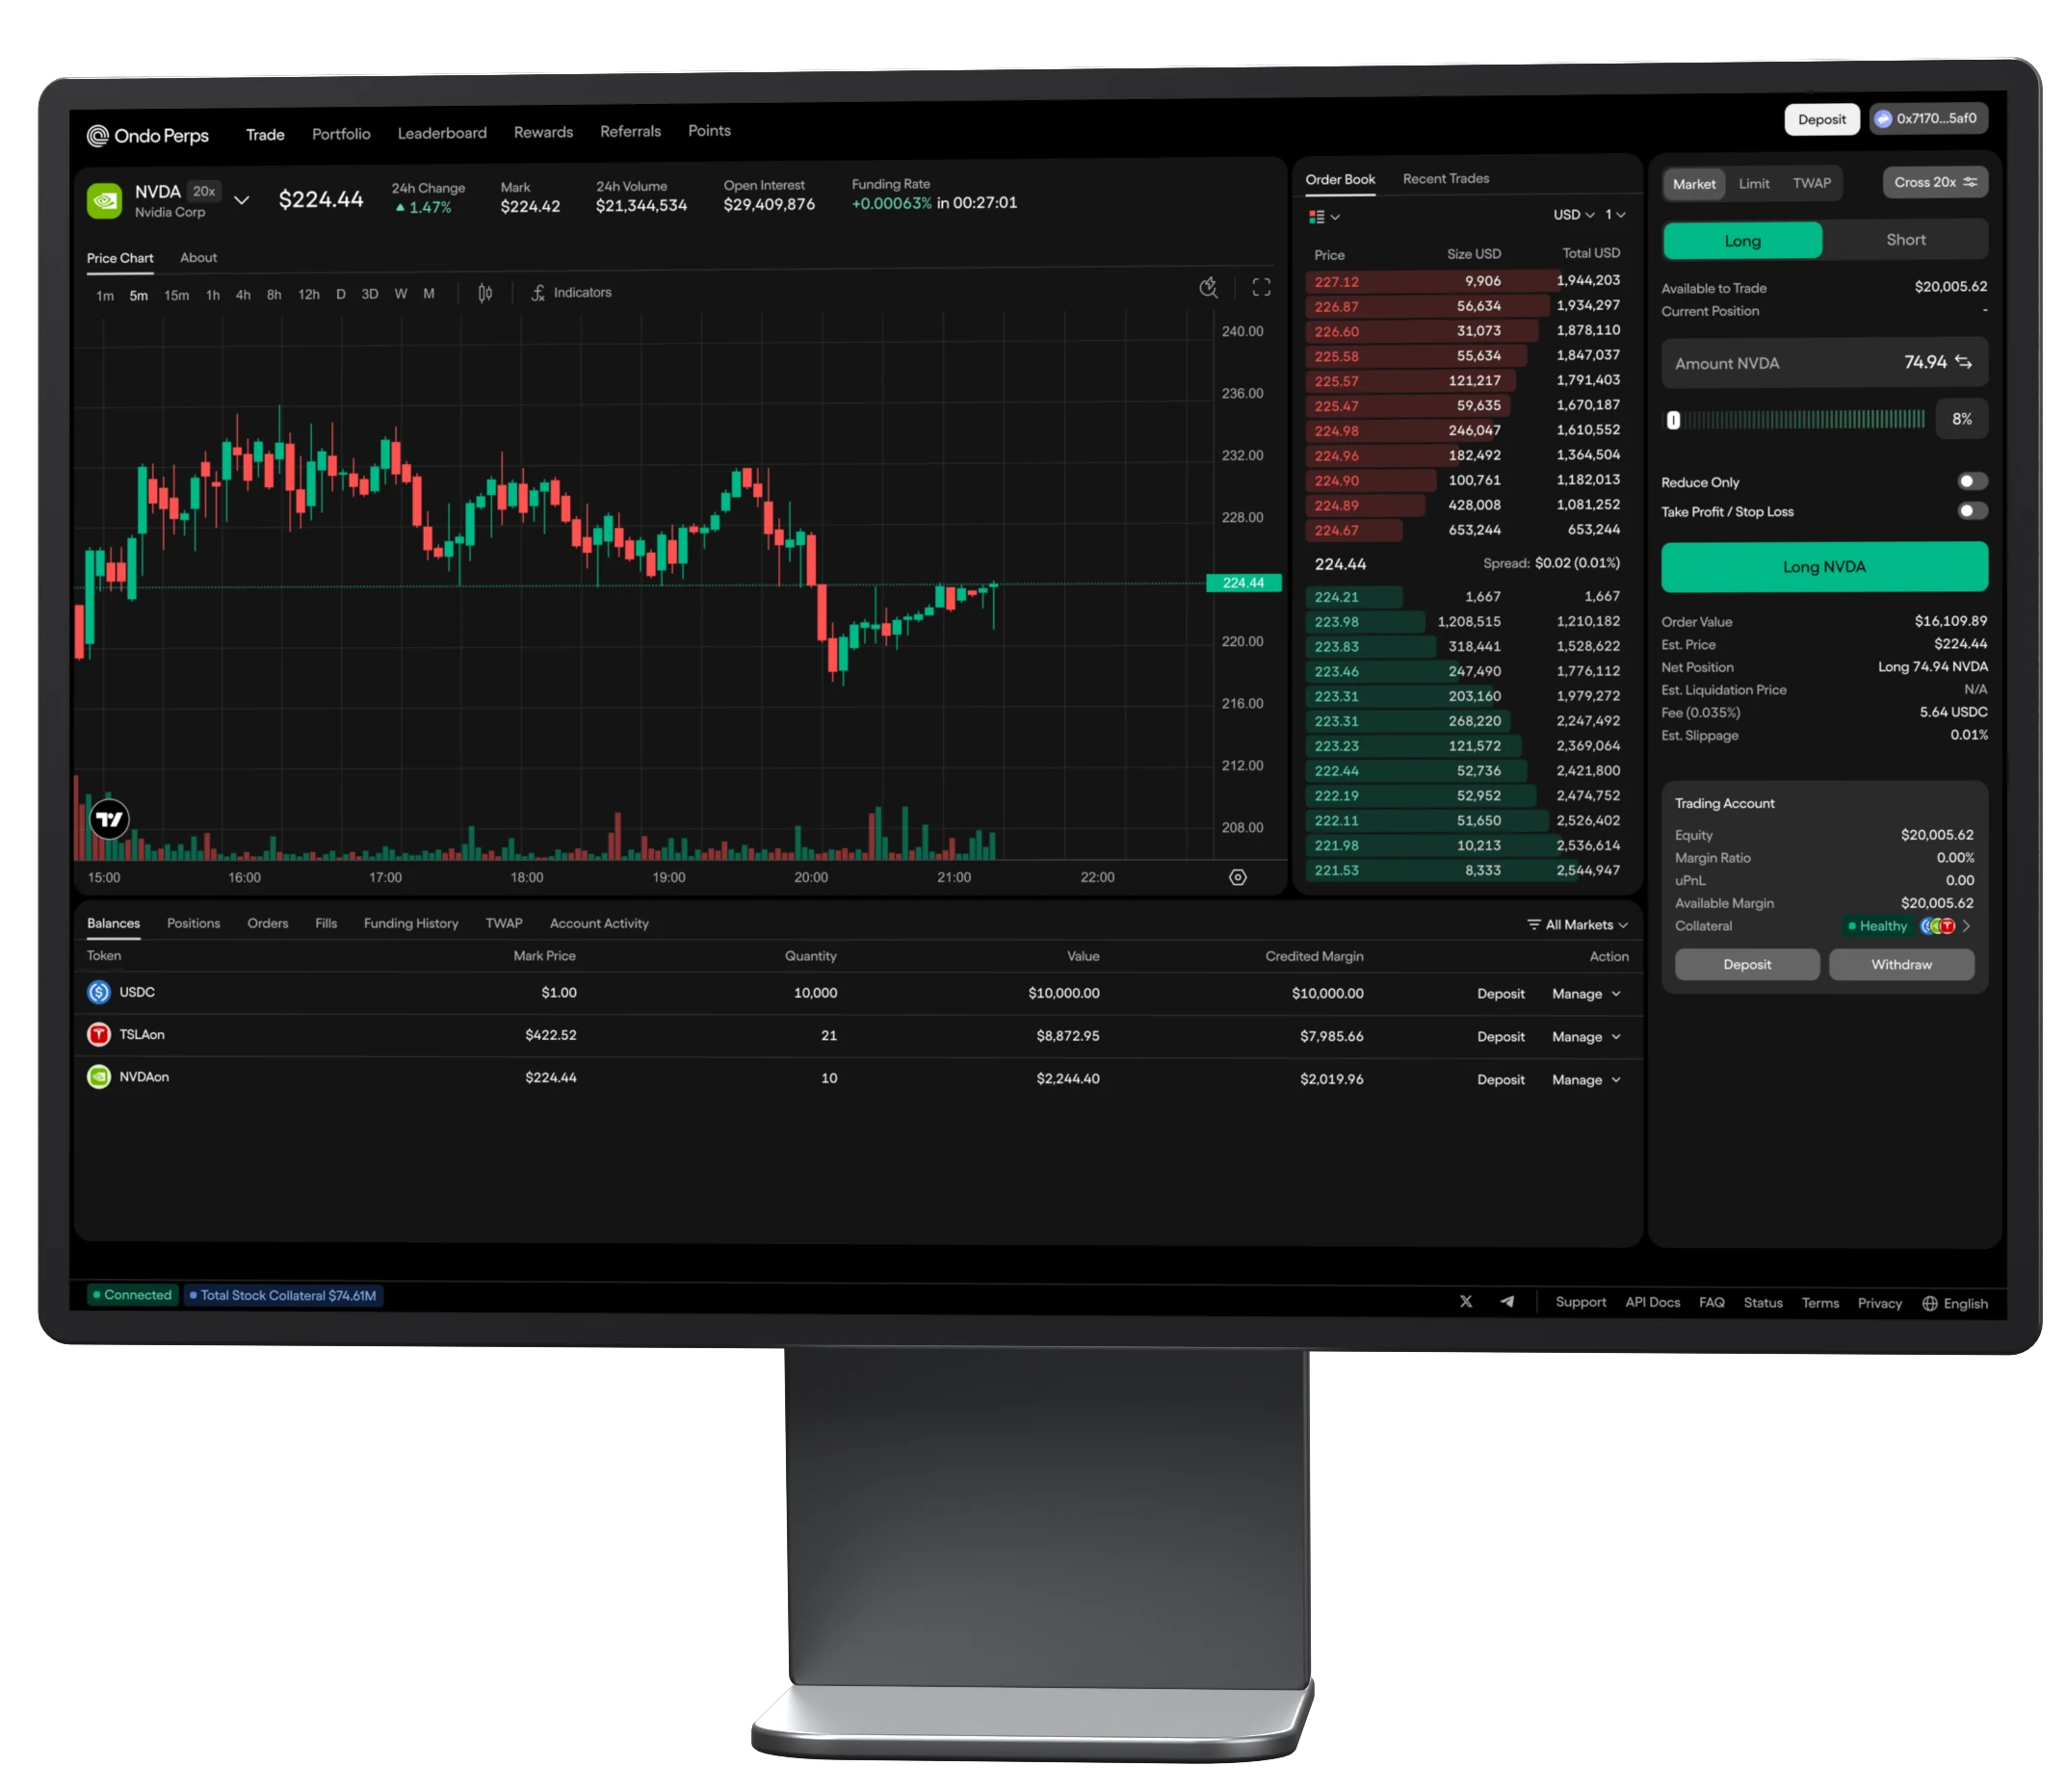 Ondo Perps Trade Portfolio Leaderboard Rewards Referrals Points Deposit 0x7170...5af0
NVDA 20x
Nvidia Corp
$224.44
24h Change
1.47%
Mark
$224.42
24h Volume
$21,344,534
Open Interest
$29,409,876
Funding Rate
+0.00063% in 00:27:01
Price Chart About
1m 5m 15m 1h 4h 8h 12h D 3D W M Indicators
240.00
236.00
232.00
228.00
224.44
220.00
216.00
212.00
208.00
15:00 16:00 17:00 18:00 19:00 20:00 21:00 22:00
Order Book Recent Trades
USD 1
Price Size USD Total USD
227.12 9,906 1,944,203
226.87 56,634 1,934,297
226.60 31,073 1,878,110
225.58 55,634 1,847,037
225.57 121,217 1,791,403
225.47 59,635 1,670,187
224.98 246,047 1,610,552
224.96 182,492 1,364,504
224.90 100,761 1,182,013
224.89 428,008 1,081,252
224.67 653,244 653,244
224.44 Spread: $0.02 (0.01%)
224.21 1,667 1,667
223.98 1,208,515 1,210,182
223.83 318,441 1,528,622
223.46 247,490 1,776,112
223.31 203,160 1,979,272
223.31 268,220 2,247,492
223.23 121,572 2,369,064
222.44 52,736 2,421,800
222.19 52,952 2,474,752
222.11 51,650 2,526,402
221.98 10,213 2,536,614
221.53 8,333 2,544,947
Market Limit TWAP Cross 20x
Long Short
Available to Trade $20,005.62
Current Position -
Amount NVDA 74.94
8%
Reduce Only
Take Profit / Stop Loss
Long NVDA
Order Value $16,109.89
Est. Price $224.44
Net Position Long 74.94 NVDA
Est. Liquidation Price N/A
Fee (0.035%) 5.64 USDC
Est. Slippage 0.01%
Trading Account
Equity $20,005.62
Margin Ratio 0.00%
uPnL 0.00
Available Margin $20,005.62
Collateral Healthy
Deposit Withdraw
Balances Positions Orders Fills Funding History TWAP Account Activity All Markets
Token Mark Price Quantity Value Credited Margin Action
USDC $1.00 10,000 $10,000.00 $10,000.00 Deposit Manage
TSLAon $422.52 21 $8,872.95 $7,985.66 Deposit Manage
NVDAon $224.44 10 $2,244.40 $2,019.96 Deposit Manage
Connected Total Stock Collateral $74.61M Support API Docs FAQ Status Terms Privacy English